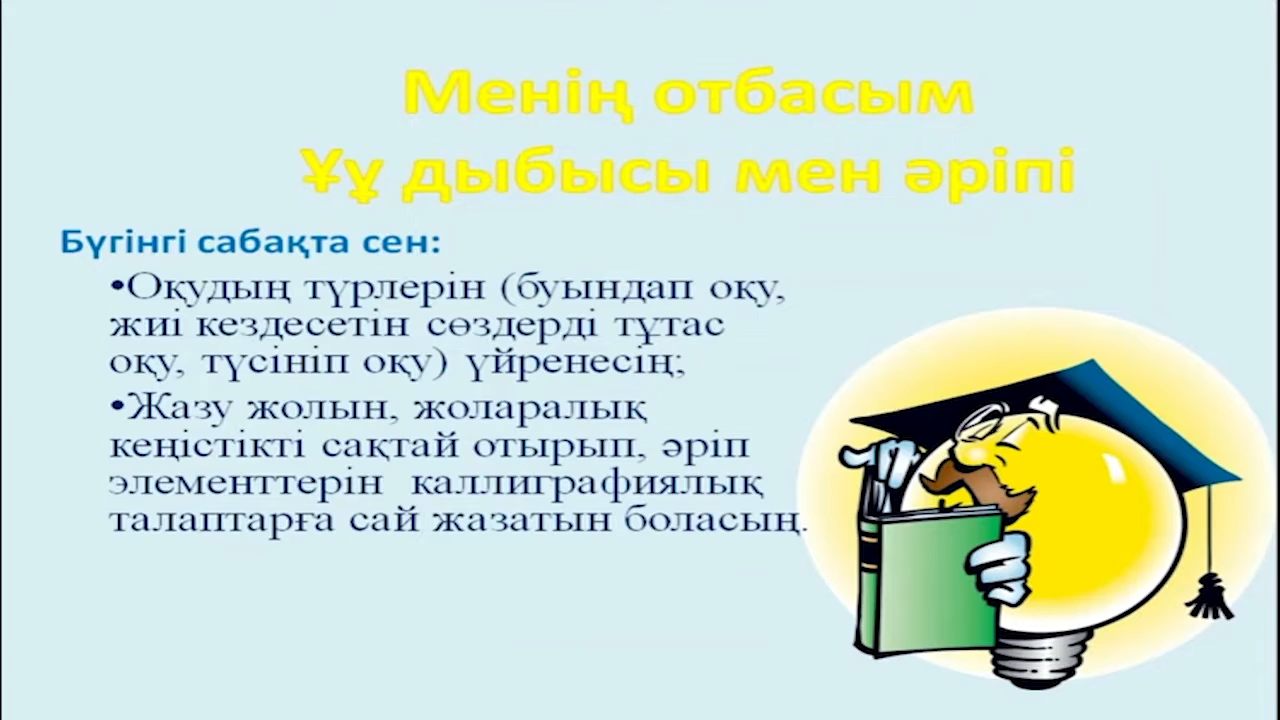 Менің отбасым
Ұұ дыбысы мен әріпі
Бүгінгі сабақта сен:
•Оқудың түрлерін (буындап оқу,
жиі кездесетін сөздерді тұтас
оқу, түсініп оқу) үйренесің;
•Жазу жолын, жоларалық
кеңістікті сақтай отырып, әріп
элементтерін каллиграфиялық
талаптарға сай жазатын боласың.